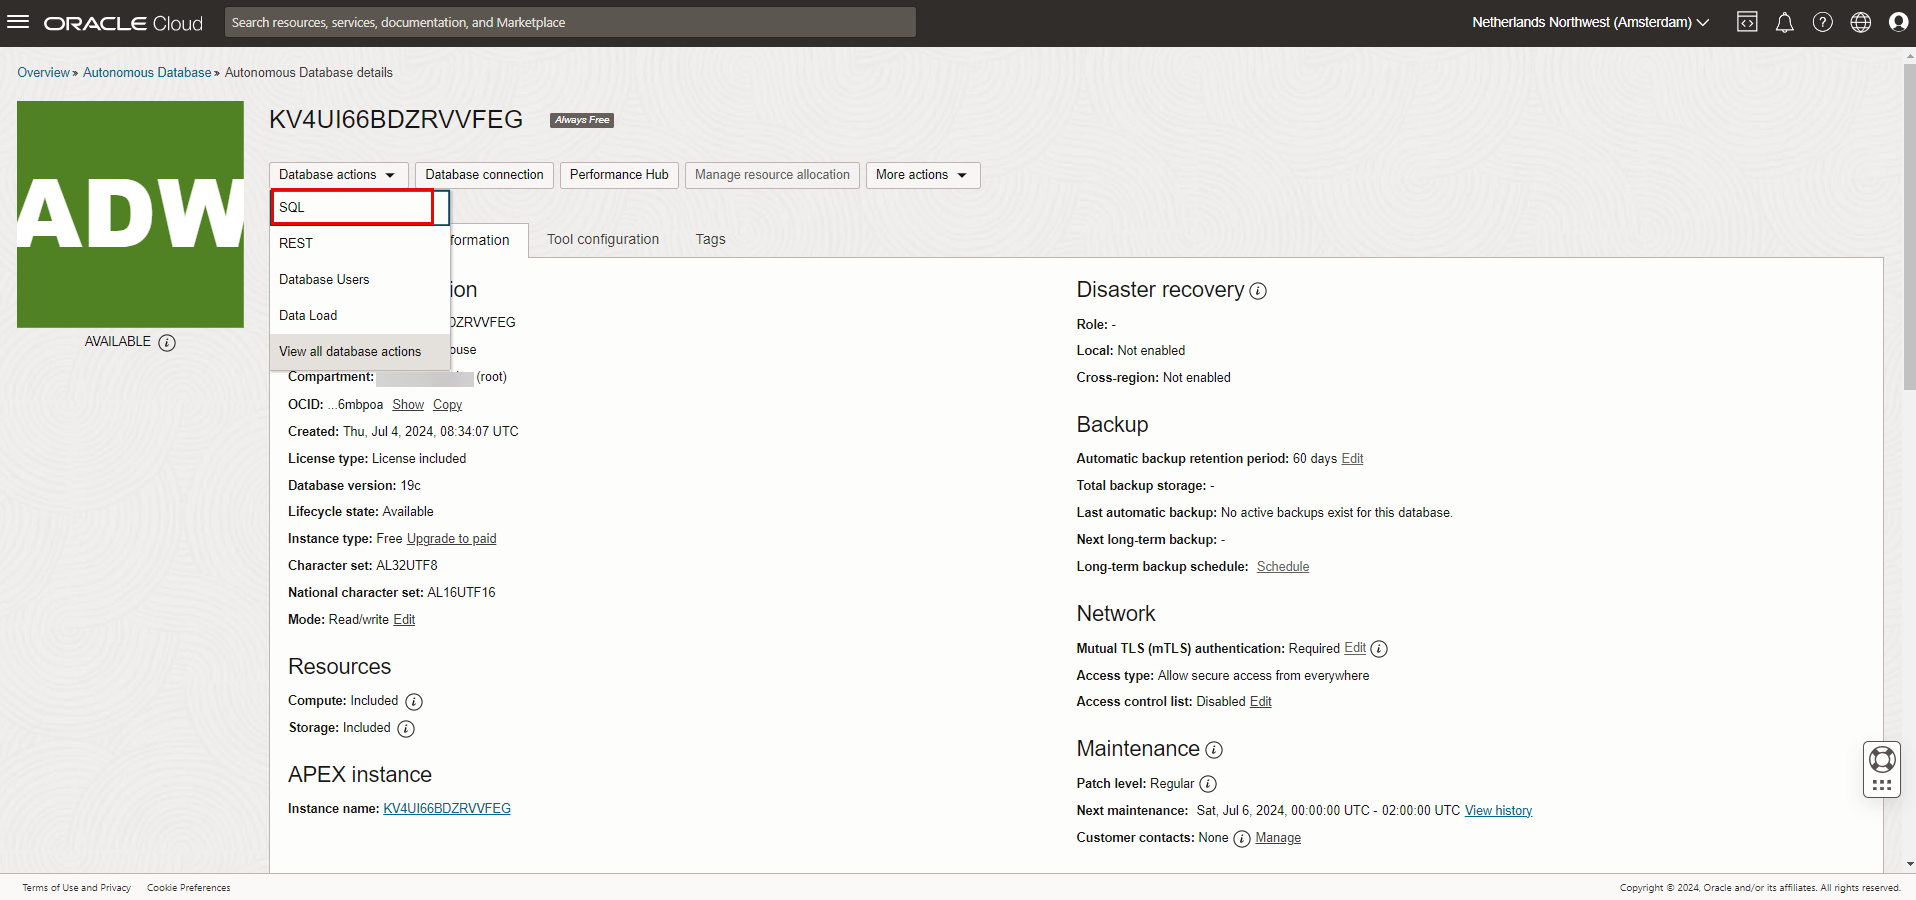 ORACLE Cloud
Search resources, services, documentation, and Marketplace
Netherlands Northwest (Amsterdam)
Overview » Autonomous Database » Autonomous Database details
ADW
AVAILABLE
KV4UI66BDZRVVFEG
Always Free
Database actions
Database connection
Performance Hub
Manage resource allocation
More actions
SQL
REST
Database Users
Data Load
View all database actions
formation
Tool configuration
Tags
ion
DZRVVFEG
ouse
Compartment: (root)
OCID: ...6mbpoa Show Copy
Created: Thu, Jul 4, 2024, 08:34:07 UTC
License type: License included
Database version: 19c
Lifecycle state: Available
Instance type: Free Upgrade to paid
Character set: AL32UTF8
National character set: AL16UTF16
Mode: Read/write Edit
Resources
Compute: Included
Storage: Included
APEX instance
Instance name: KV4UI66BDZRVVFEG
Disaster recovery
Role: -
Local: Not enabled
Cross-region: Not enabled
Backup
Automatic backup retention period: 60 days Edit
Total backup storage: -
Last automatic backup: No active backups exist for this database.
Next long-term backup: -
Long-term backup schedule: Schedule
Network
Mutual TLS (mTLS) authentication: Required Edit
Access type: Allow secure access from everywhere
Access control list: Disabled Edit
Maintenance
Patch level: Regular
Next maintenance: Sat, Jul 6, 2024, 00:00:00 UTC - 02:00:00 UTC View history
Customer contacts: None Manage
Terms of Use and Privacy
Cookie Preferences
Copyright © 2024, Oracle and/or its affiliates. All rights reserved.